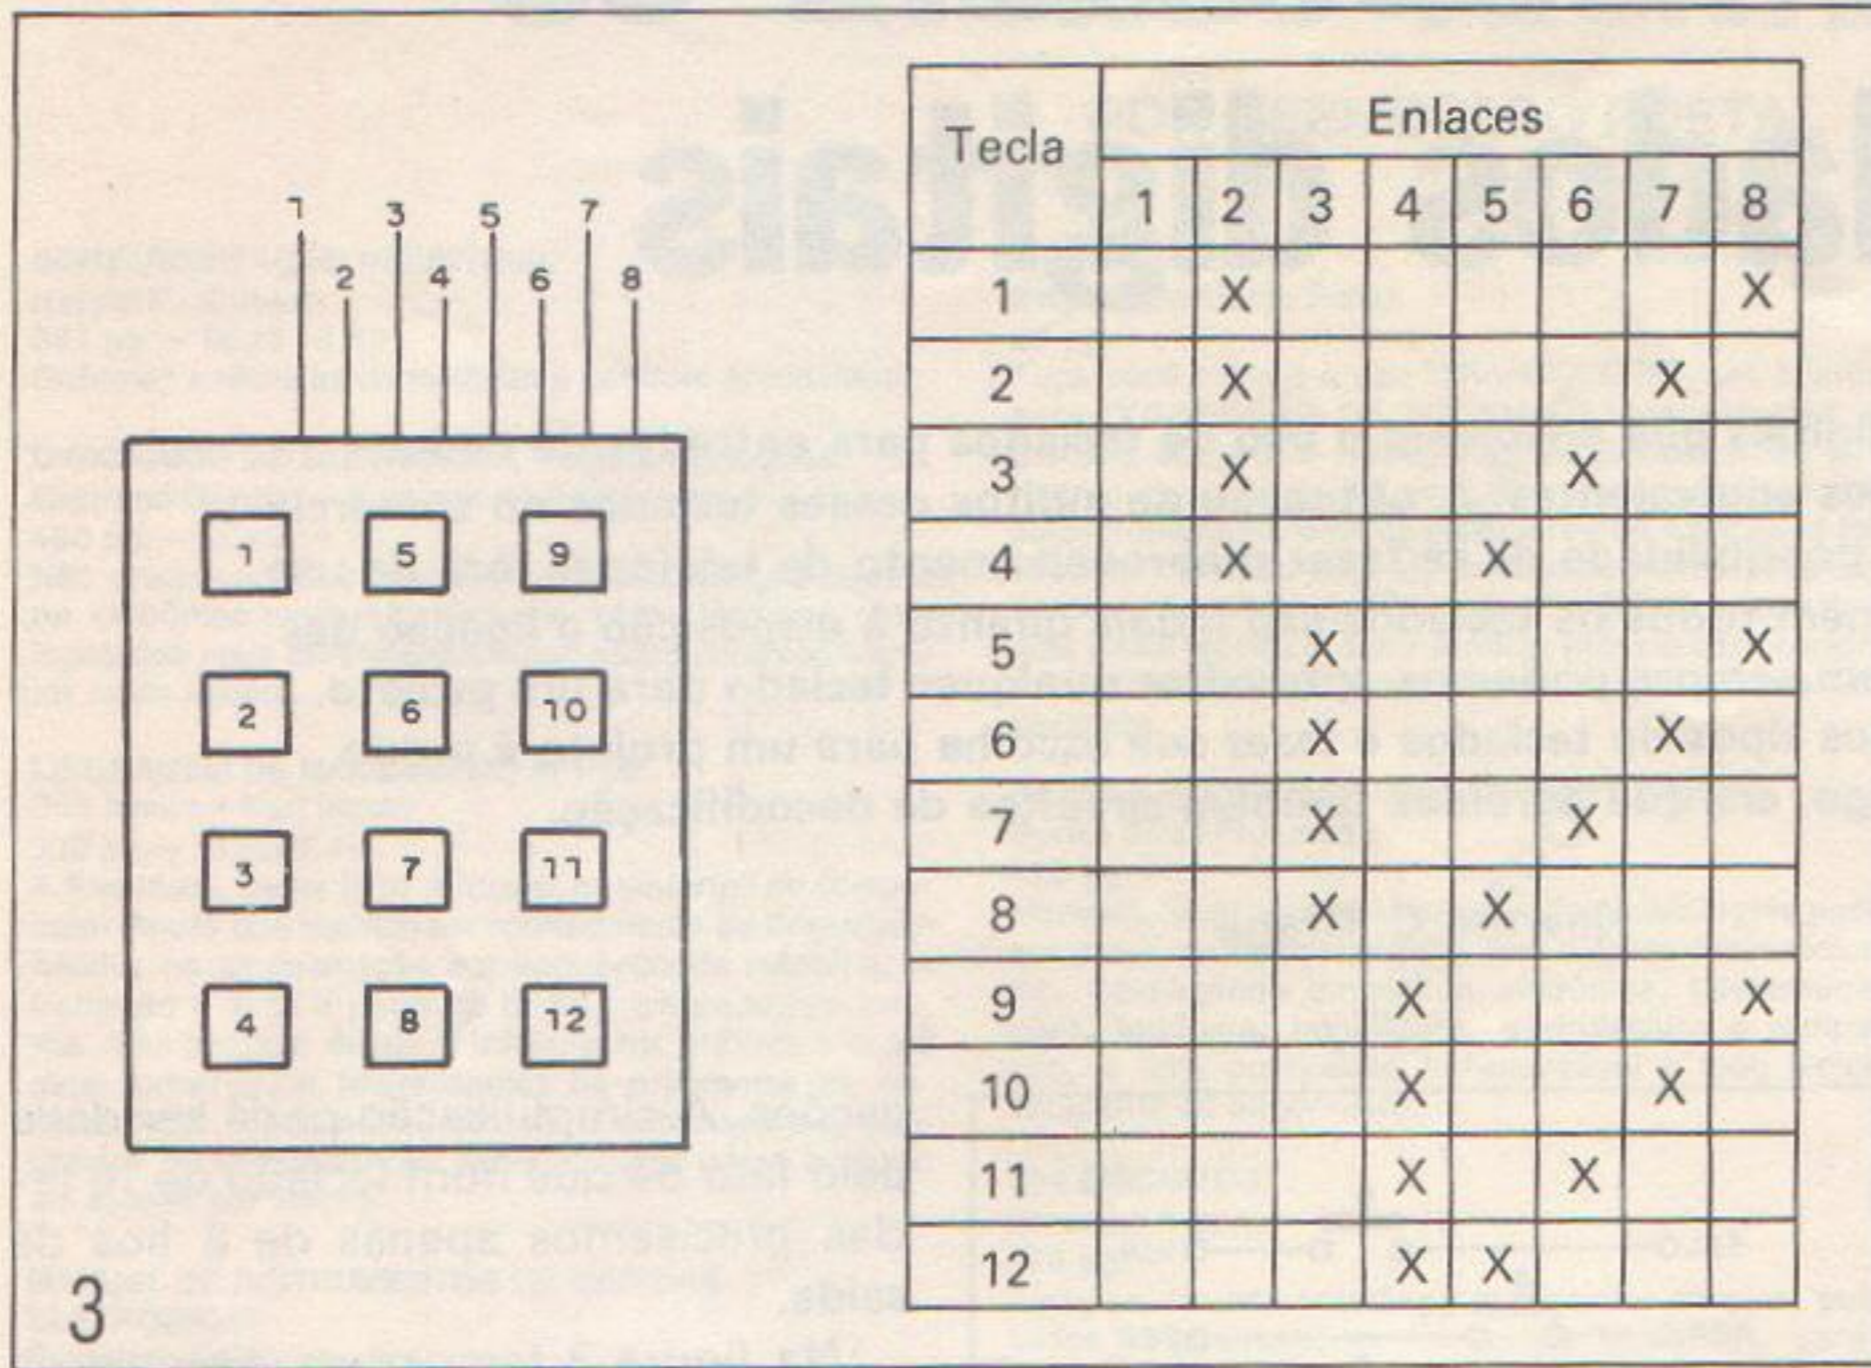 1 3 5 7
2 4 6 8
1 5 9
2 6 10
3 7 11
4 8 12
3
Tecla Enlaces
1 2 3 4 5 6 7 8
1 X X
2 X X
3 X X
4 X X
5 X X
6 X X
7 X X
8 X X
9 X X
10 X X
11 X X
12 X X